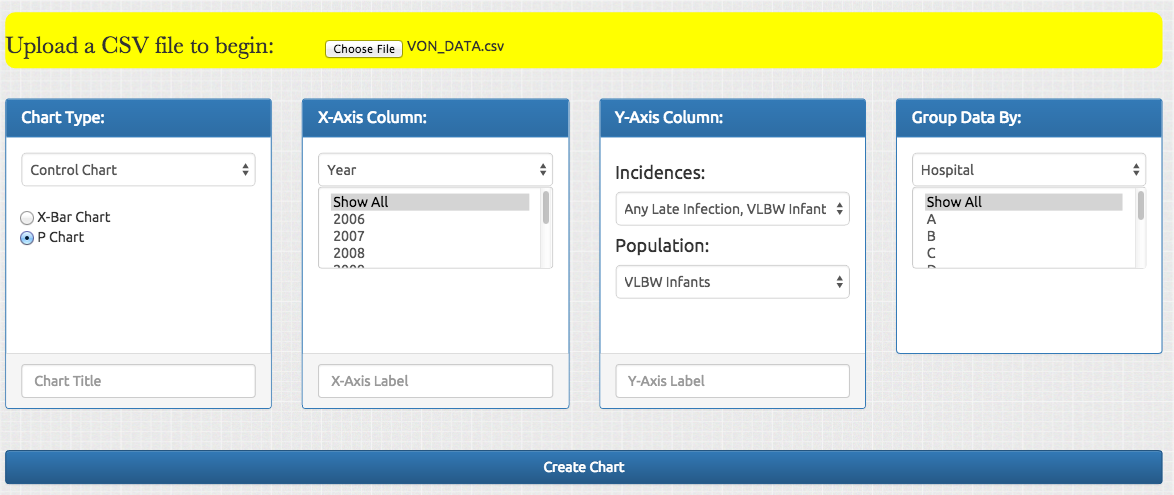 Upload a CSV file to begin:
Choose File VON_DATA.csv
Chart Type:
Control Chart
X-Bar Chart
P Chart
Chart Title
X-Axis Column:
Year
Show All
2006
2007
2008
2009
X-Axis Label
Y-Axis Column:
Incidences:
Any Late Infection, VLBW Infant
Population:
VLBW Infants
Y-Axis Label
Group Data By:
Hospital
Show All
A
B
C
D
Create Chart